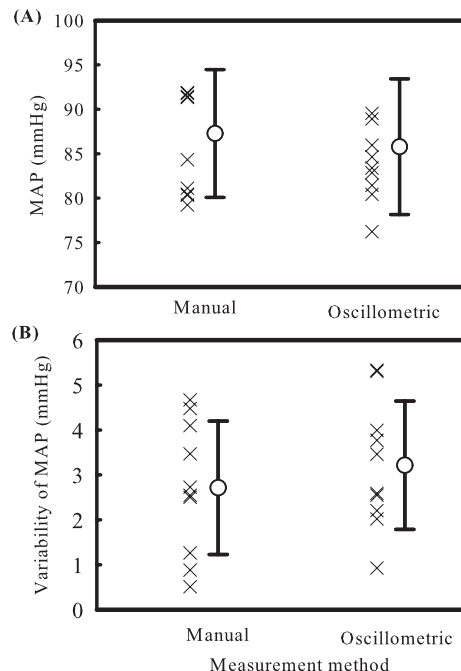 (A)
100
95
90
85
80
75
70
MAP (mmHg)
Manual
Oscillometric
(B)
6
5
4
3
2
1
0
Variability of MAP (mmHg)
Manual
Oscillometric
Measurement method